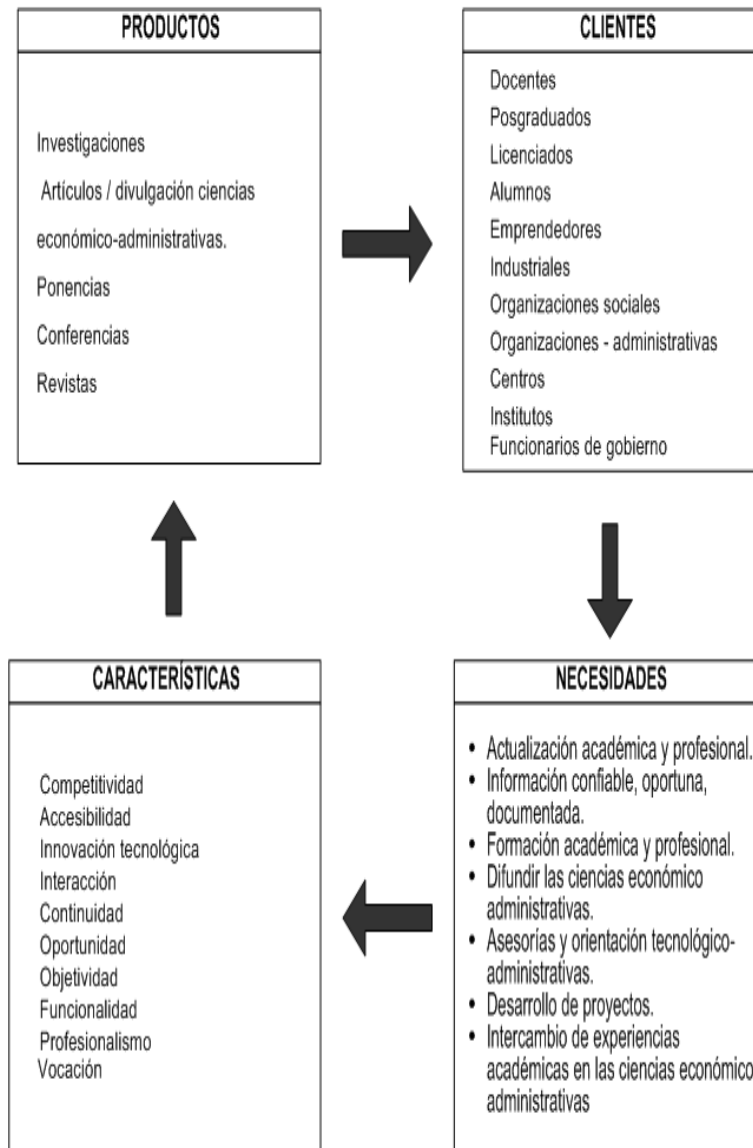 PRODUCTOS
Investigaciones
Artículos / divulgación ciencias
económico-administrativas.
Ponencias
Conferencias
Revistas
CLIENTES
Docentes
Posgraduados
Licenciados
Alumnos
Emprendedores
Industriales
Organizaciones sociales
Organizaciones - administrativas
Centros
Institutos
Funcionarios de gobierno
CARACTERÍSTICAS
Competitividad
Accesibilidad
Innovación tecnológica
Interacción
Continuidad
Oportunidad
Objetividad
Funcionalidad
Profesionalismo
Vocación
NECESIDADES
• Actualización académica y profesional.
• Información confiable, oportuna,
documentada.
• Formación académica y profesional.
• Difundir las ciencias económico
administrativas.
• Asesorías y orientación tecnológico-
administrativas.
• Desarrollo de proyectos.
• Intercambio de experiencias
académicas en las ciencias económico
administrativas